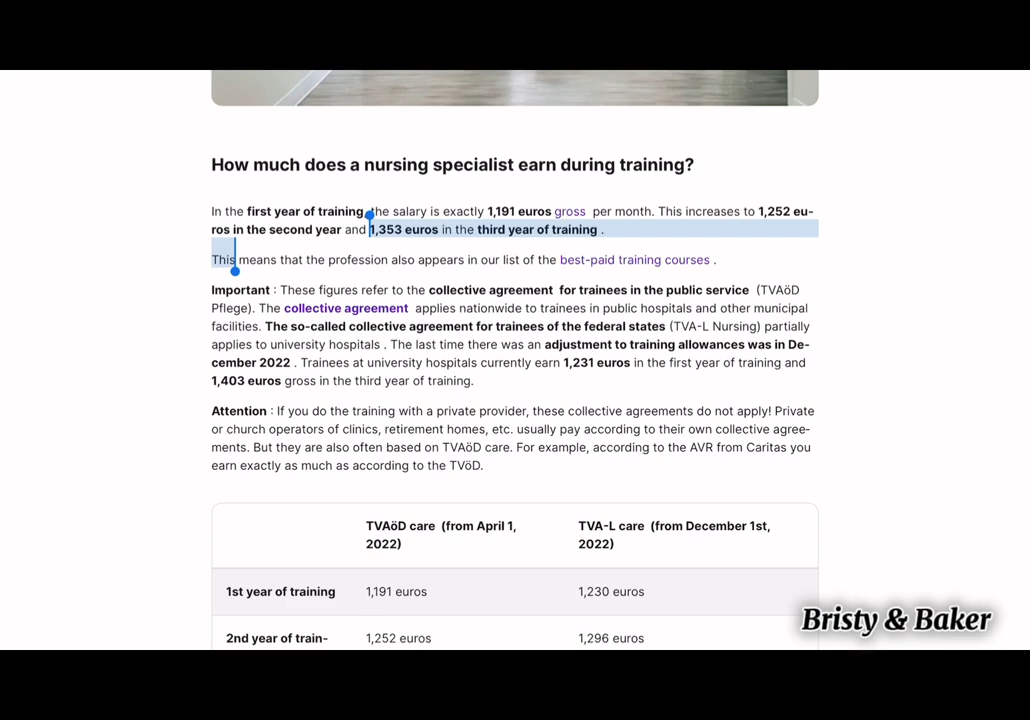 How much does a nursing specialist earn during training?
In the first year of training, the salary is exactly 1,191 euros gross per month. This increases to 1,252 eu-
ros in the second year and 1,353 euros in the third year of training .
This means that the profession also appears in our list of the best-paid training courses .
Important : These figures refer to the collective agreement for trainees in the public service (TVAöD
Pflege). The collective agreement applies nationwide to trainees in public hospitals and other municipal
facilities. The so-called collective agreement for trainees of the federal states (TVA-L Nursing) partially
applies to university hospitals . The last time there was an adjustment to training allowances was in De-
cember 2022 . Trainees at university hospitals currently earn 1,231 euros in the first year of training and
1,403 euros gross in the third year of training.
Attention : If you do the training with a private provider, these collective agreements do not apply! Private
or church operators of clinics, retirement homes, etc. usually pay according to their own collective agree-
ments. But they are also often based on TVAöD care. For example, according to the AVR from Caritas you
earn exactly as much as according to the TVöD.
TVAöD care (from April 1, 2022)
TVA-L care (from December 1st, 2022)
1st year of training 1,191 euros 1,230 euros
2nd year of train- 1,252 euros 1,296 euros
Bristy & Baker